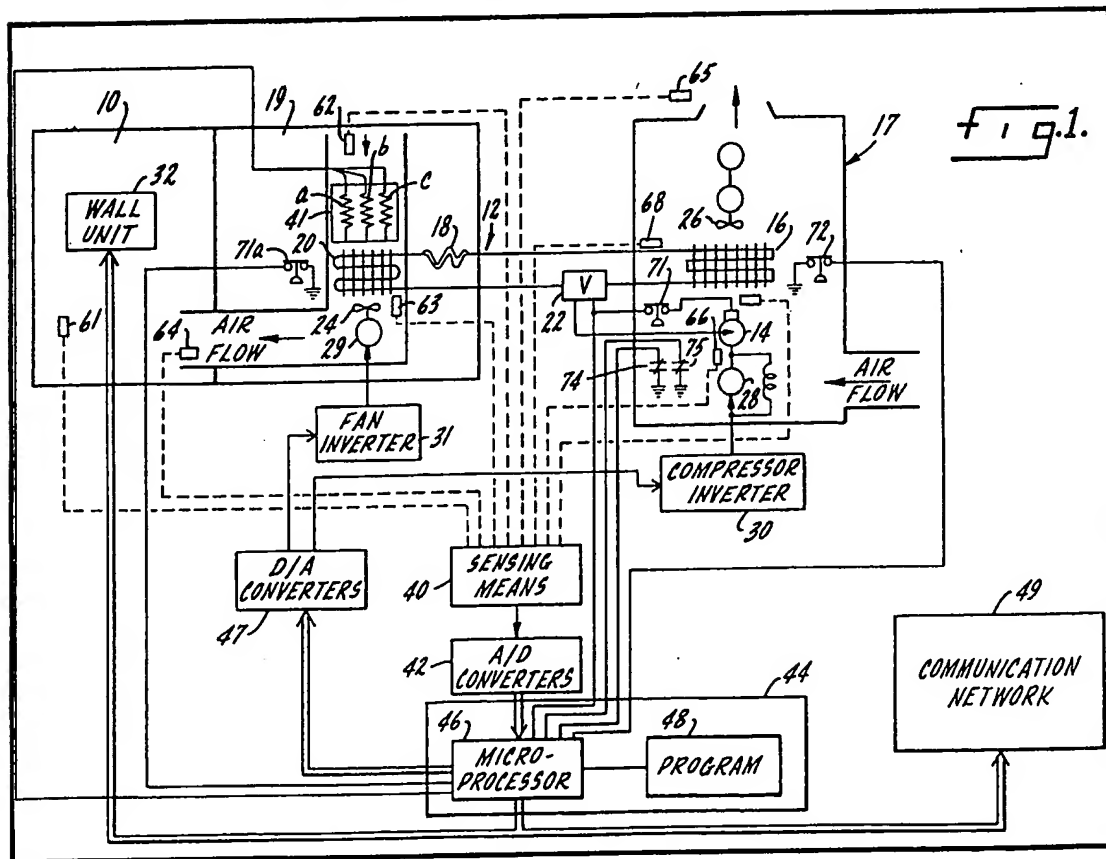 65
fig.1.
17
10
19
62
b
c
a
32
WALL
UNIT
41
18
12
68
26
16
71a
20
72
V
71
22
63
14
61
24
66
64
AIR
FLOW
29
74
75
28
AIR
FLOW
FAN
INVERTER
31
COMPRESSOR
INVERTER
30
D/A
CONVERTERS
47
SENSING
MEANS
40
49
COMMUNICATION
NETWORK
A/D
CONVERTERS
42
44
46
MICRO-
PROCESSOR
48
PROGRAM